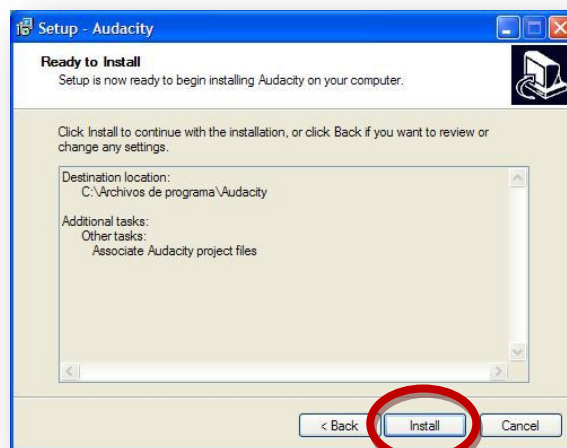 Setup - Audacity
Ready to Install
Setup is now ready to begin installing Audacity on your computer.
Click Install to continue with the installation, or click Back if you want to review or
change any settings.
Destination location:
C:\Archivos de programa\Audacity
Additional tasks:
Other tasks:
Associate Audacity project files
< Back
Install
Cancel